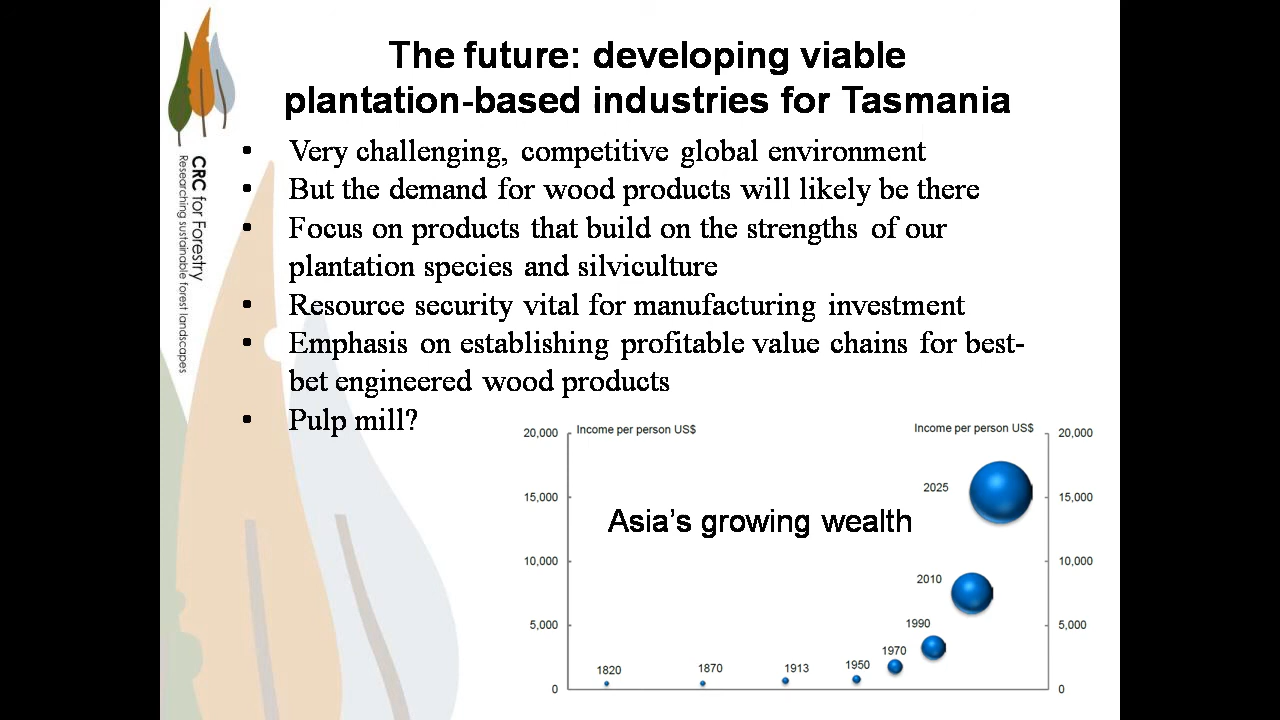 The future: developing viable
plantation-based industries for Tasmania
CRC for Forestry
Researching sustainable forest landscapes
• Very challenging, competitive global environment
• But the demand for wood products will likely be there
• Focus on products that build on the strengths of our
plantation species and silviculture
• Resource security vital for manufacturing investment
• Emphasis on establishing profitable value chains for best-
bet engineered wood products
• Pulp mill?
20,000 Income per person US$ Income per person US$ 20,000
2025
15,000 15,000
Asia's growing wealth
10,000 10,000
2010
1990
5,000 5,000
1970
1950
1820 1870 1913
0 0